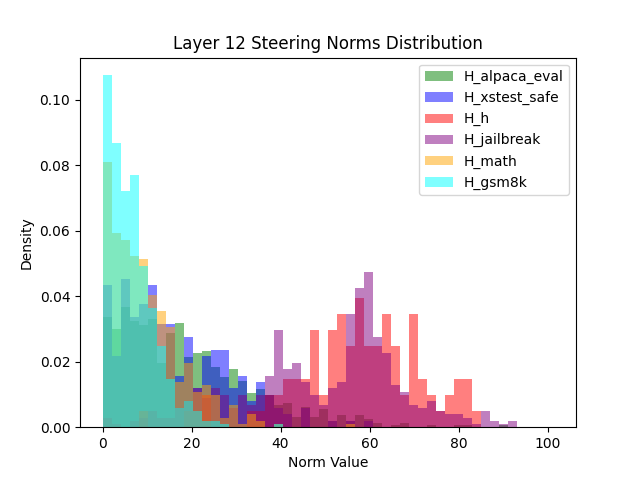 Layer 12 Steering Norms Distribution
H_alpaca_eval
H_xstest_safe
H_h
H_jailbreak
H_math
H_gsm8k
Density
0.10
0.08
0.06
0.04
0.02
0.00
0
20
40
60
80
100
Norm Value